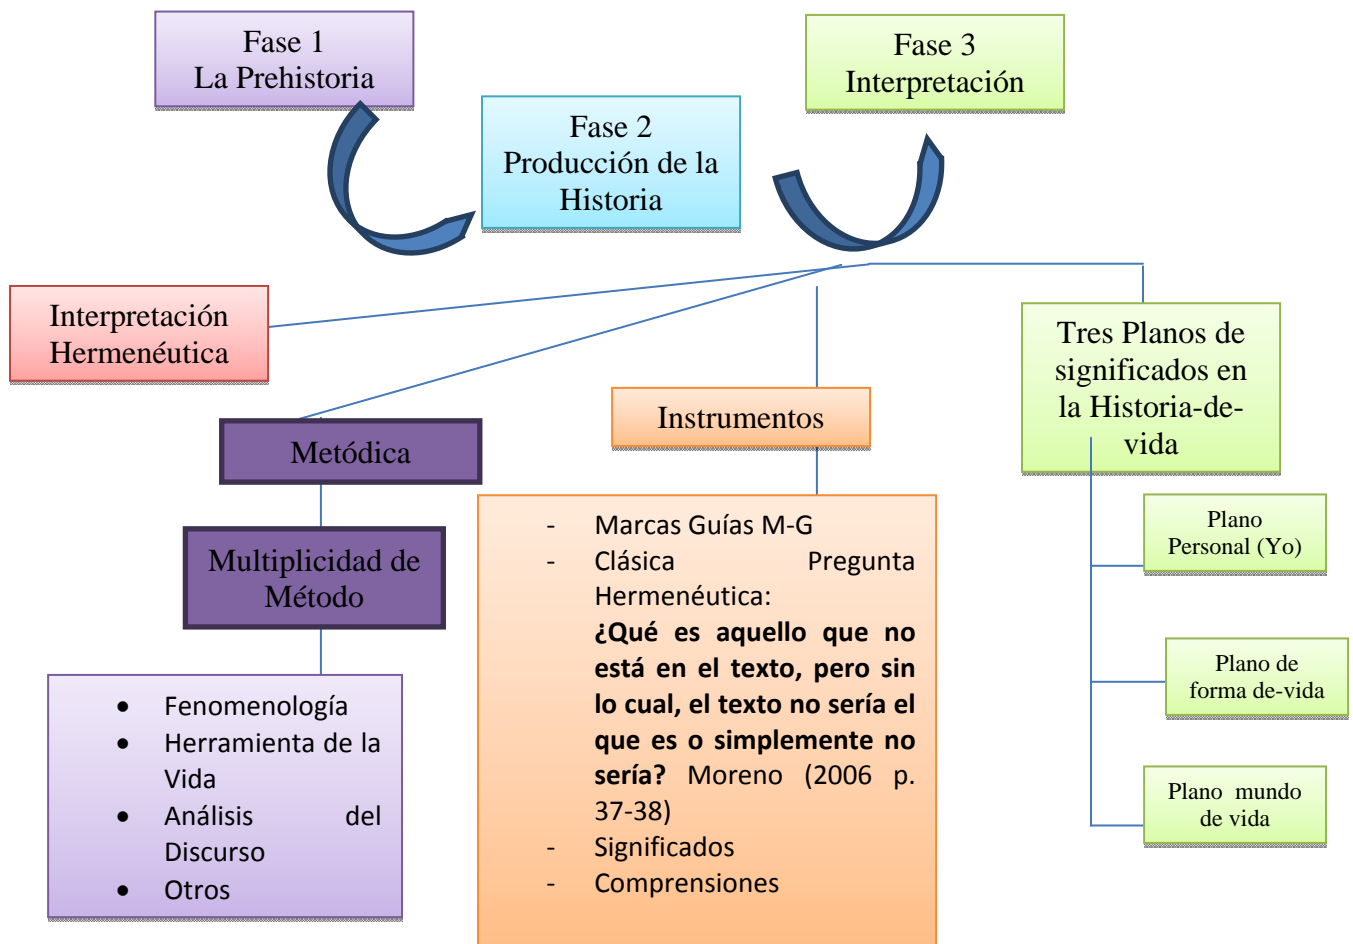 Fase 1
La Prehistoria
Fase 2
Producción de la
Historia
Fase 3
Interpretación
Interpretación
Hermenéutica
Metódica
Multiplicidad de
Método
• Fenomenología
• Herramienta de la
Vida
• Análisis del
Discurso
• Otros
Instrumentos
- Marcas Guías M-G
- Clásica Pregunta
Hermenéutica:
¿Qué es aquello que no
está en el texto, pero sin
lo cual, el texto no sería el
que es o simplemente no
sería? Moreno (2006 p.
37-38)
- Significados
- Comprensiones
Tres Planos de
significados en
la Historia-de-
vida
Plano
Personal (Yo)
Plano de
forma de-vida
Plano mundo
de vida